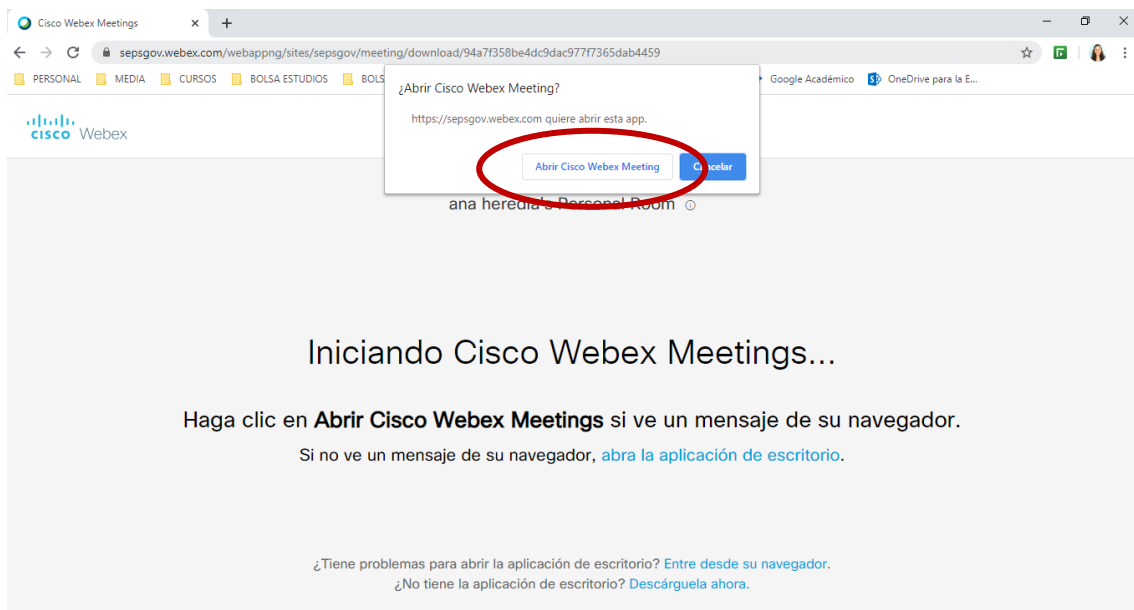 Cisco Webex Meetings
sepsgov.webex.com/webappng/sites/sepsgov/meeting/download/94a7f358be4dc9dac977f7365dab4459
PERSONAL MEDIA CURSOS BOLSA ESTUDIOS BOLS Google Académico OneDrive para la E...
¿Abrir Cisco Webex Meeting?
https://sepsgov.webex.com quiere abrir esta app.
Abrir Cisco Webex Meeting Cancelar
cisco Webex
ana heredia's Personal Room
Iniciando Cisco Webex Meetings...
Haga clic en Abrir Cisco Webex Meetings si ve un mensaje de su navegador.
Si no ve un mensaje de su navegador, abra la aplicación de escritorio.
¿Tiene problemas para abrir la aplicación de escritorio? Entre desde su navegador.
¿No tiene la aplicación de escritorio? Descárguela ahora.